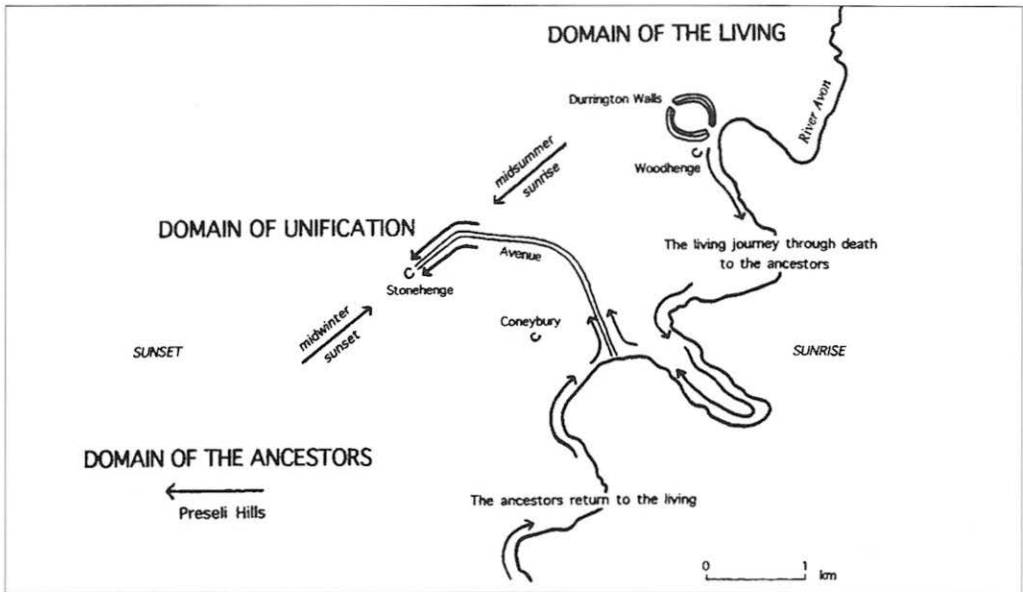 DOMAIN OF THE LIVING
Durrington Walls
River Avon
Woodhenge
midsummer
sunrise
DOMAIN OF UNIFICATION
The living journey through death
to the ancestors
Avenue
Stonehenge
Coneybury
midwinter
sunset
SUNSET
SUNRISE
DOMAIN OF THE ANCESTORS
Preseli Hills
The ancestors return to the living
0 1
km